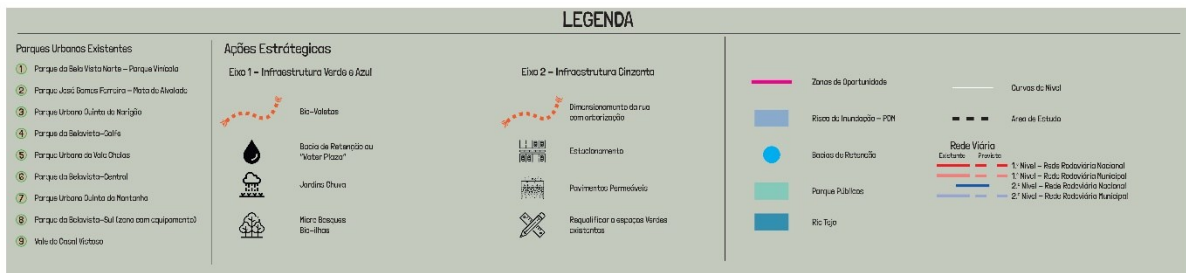 LEGENDA
Parques Urbanos Existentes
1 Parque da Bela Vista Norte – Parque Vinícola
2 Parque José Gomes Ferreira – Mata de Alvalade
3 Parque Urbano Quinta do Narigão
4 Parque da Belavista-Golfe
5 Parque Urbano do Vale Chelas
6 Parque da Belavista-Central
7 Parque Urbano Quinta da Montanha
8 Parque da Belavista-Sul (zona com equipamento)
9 Vale do Casal Vistoso
Ações Estrátegicas
Eixo 1 – Infraestrutura Verde e Azul
Bio-Valetas
Bacia de Retenção ou
"Water Plaza"
Jardins Chuva
Micro Bosques
Bio-ilhas
Eixo 2 – Infraestrutura Cinzenta
Dimensionamento da rua
com arborização
Estacionamento
Pavimentos Permeáveis
Requalificar o espaços Verdes
existentes
Zonas de Oportunidade
Risco de Inundação – PDM
Bacias de Retenção
Parque Públicos
Rio Tejo
Curvas de Nível
Area de Estudo
Rede Viária
Existente Prevista
1.º Nível – Rede Rodoviária Nacional
1.º Nível – Rede Rodoviária Municipal
2.º Nível – Rede Rodoviária Nacional
2.º Nível – Rede Rodoviária Municipal